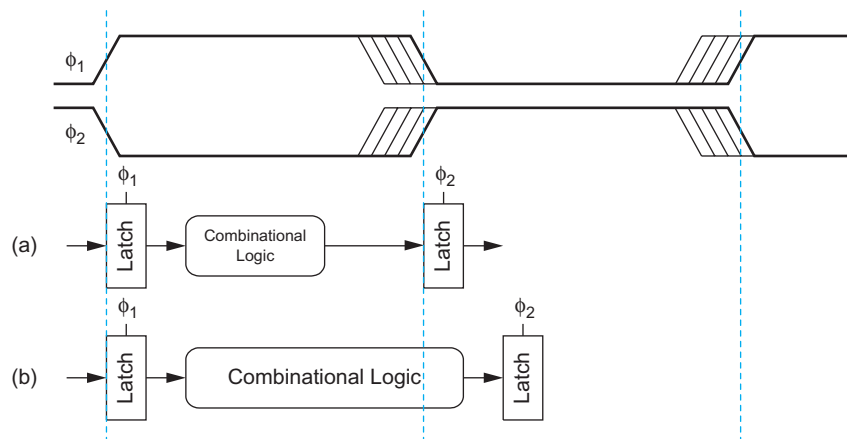 ϕ1
ϕ2
ϕ1
ϕ2
(a)
Latch
Combinational
Logic
Latch
ϕ1
ϕ2
(b)
Latch
Combinational Logic
Latch